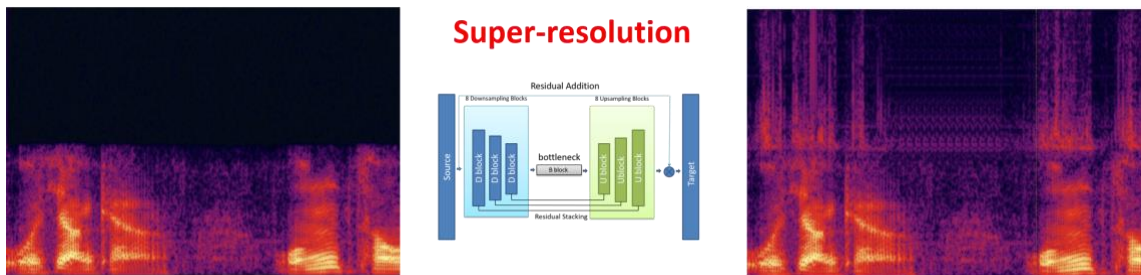 Super-resolution
Residual Addition
8 Downsampling Blocks
8 Upsampling Blocks
Source
D block
D block
D block
bottleneck
B block
U block
Ublock
U block
Target
Residual Stacking